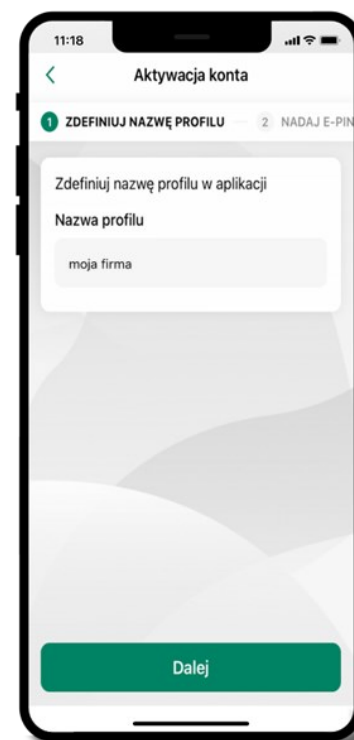 11:18
Aktywacja konta
1 ZDEFINIUJ NAZWĘ PROFILU 2 NADAJ E-PIN
Zdefiniuj nazwę profilu w aplikacji
Nazwa profilu
moja firma
Dalej